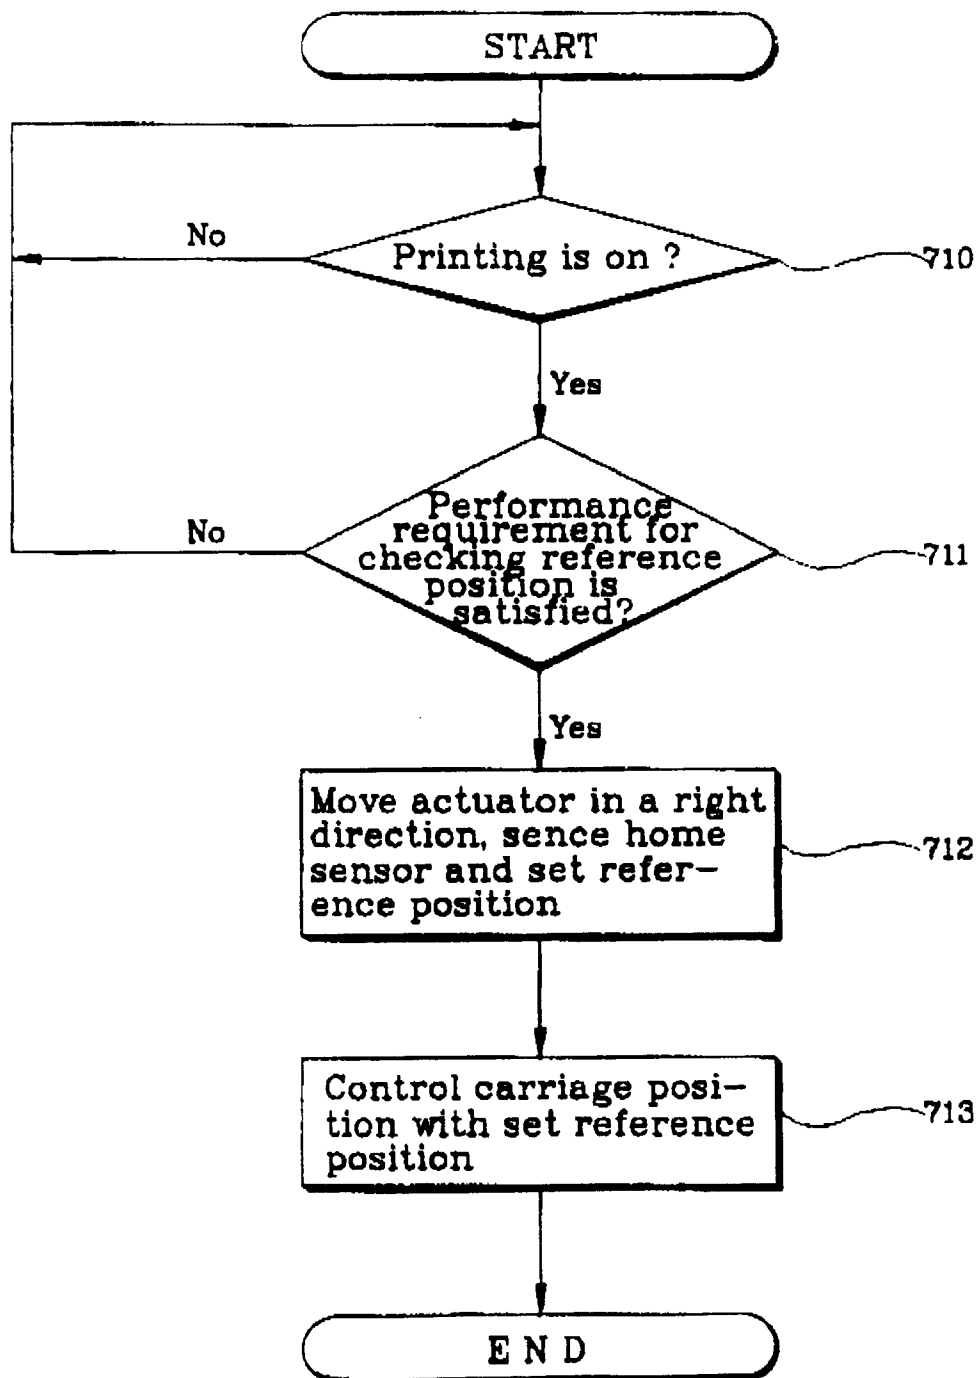 START
No
Printing is on ?
710
Yes
Performance
requirement for
checking reference
position is
satisfied?
No
711
Yes
Move actuator in a right
direction, sence home
sensor and set refer-
ence position
712
Control carriage posi-
tion with set reference
position
713
E N D